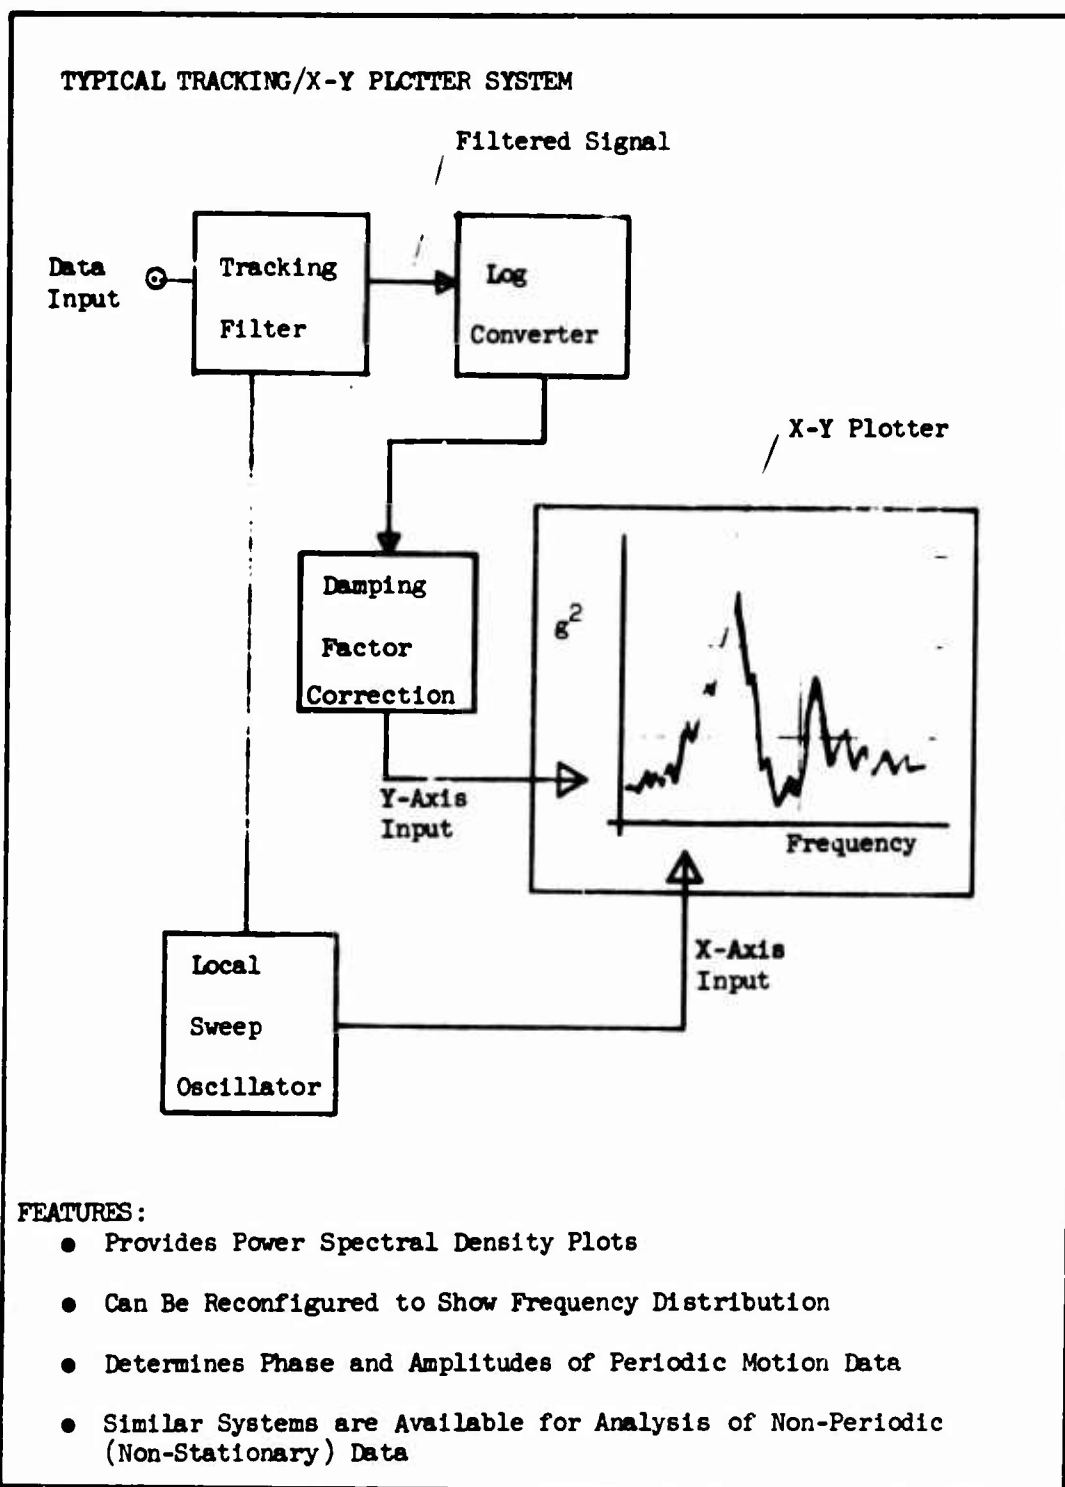 TYPICAL TRACKING/X-Y PLOTTER SYSTEM
Filtered Signal
Data
Input
Tracking
Filter
Log
Converter
X-Y Plotter
Damping
Factor
Correction
g²
Frequency
Y-Axis
Input
X-Axis
Input
Local
Sweep
Oscillator
FEATURES:
● Provides Power Spectral Density Plots
● Can Be Reconfigured to Show Frequency Distribution
● Determines Phase and Amplitudes of Periodic Motion Data
● Similar Systems are Available for Analysis of Non-Periodic
(Non-Stationary) Data